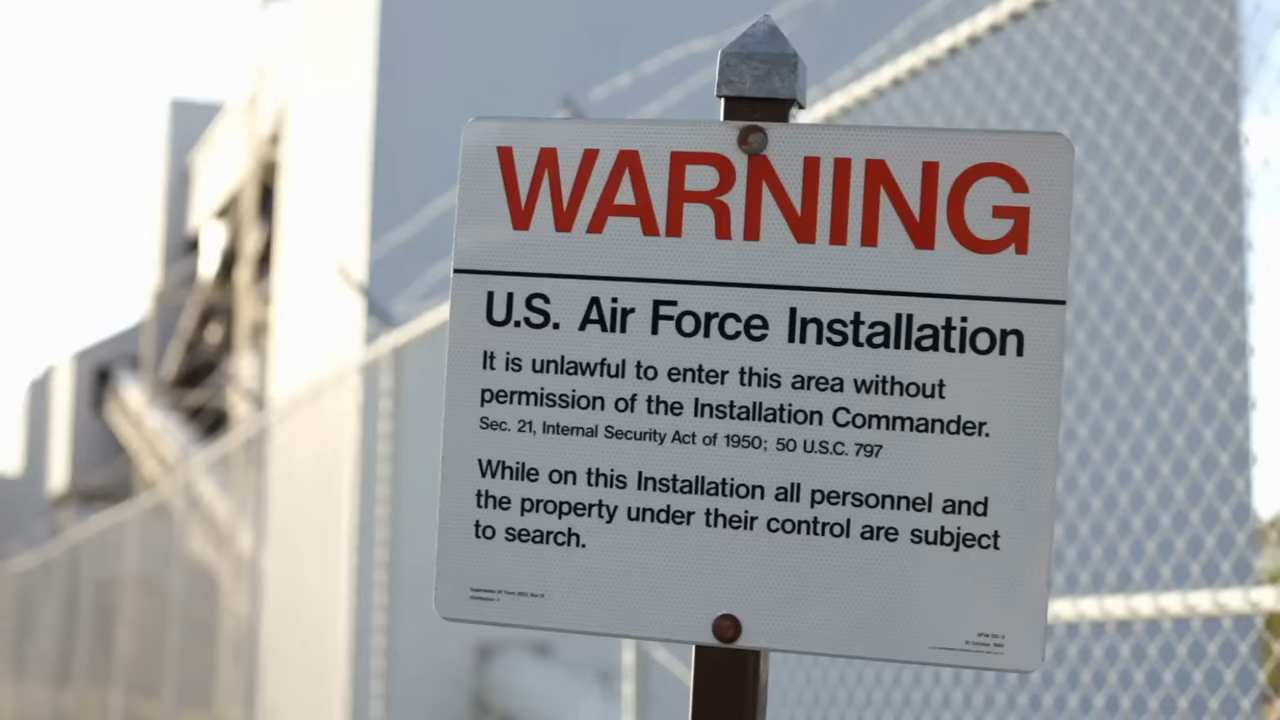 WARNING
U.S. Air Force Installation
It is unlawful to enter this area without
permission of the Installation Commander.
Sec. 21, Internal Security Act of 1950; 50 U.S.C. 797
While on this Installation all personnel and
the property under their control are subject
to search.